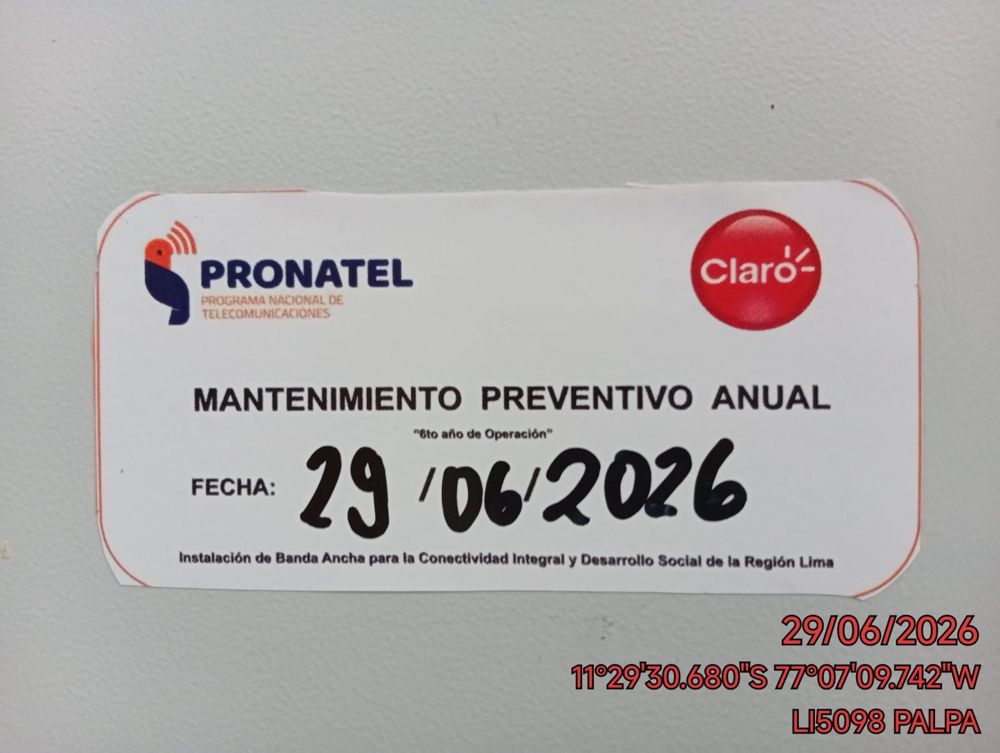 PRONATEL
PROGRAMA NACIONAL DE
TELECOMUNICACIONES
Claro
MANTENIMIENTO PREVENTIVO ANUAL
"6to año de Operación"
FECHA: 29/06/2026
Instalación de Banda Ancha para la Conectividad Integral y Desarrollo Social de la Región Lima
29/06/2026
11°29'30.680"S 77°07'09.742"W
LI5098 PALPA